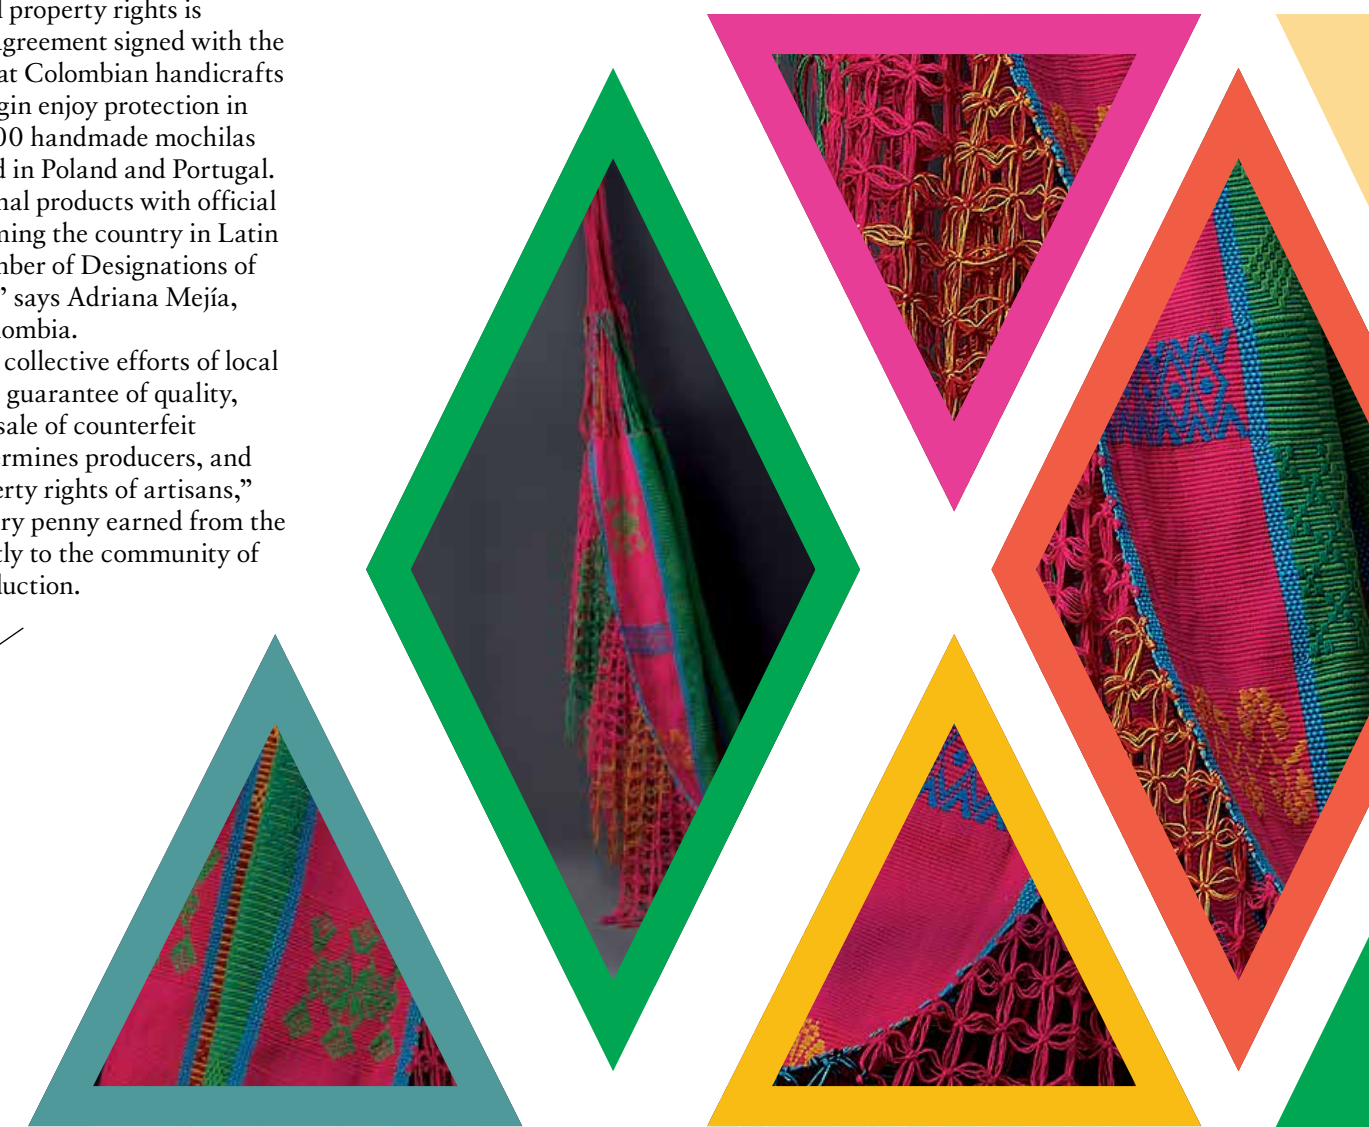 property rights is
greement signed with the
at Colombian handicrafts
gin enjoy protection in
00 handmade mochilas
d in Poland and Portugal.
nal products with official
ning the country in Latin
nber of Designations of
” says Adriana Mejía,
lombia.
collective efforts of local
guarantee of quality,
sale of counterfeit
ermines producers, and
erty rights of artisans,”
ry penny earned from the
tly to the community of
duction.